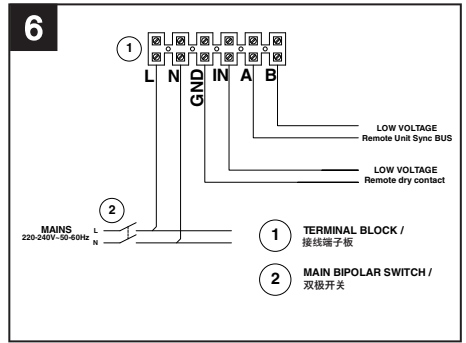 6
1
L N GND IN A B
LOW VOLTAGE
Remote Unit Sync BUS
LOW VOLTAGE
Remote dry contact
2
MAINS
220-240V~50-60Hz
L
N
1 TERMINAL BLOCK /
接线端子板
2 MAIN BIPOLAR SWITCH /
双极开关